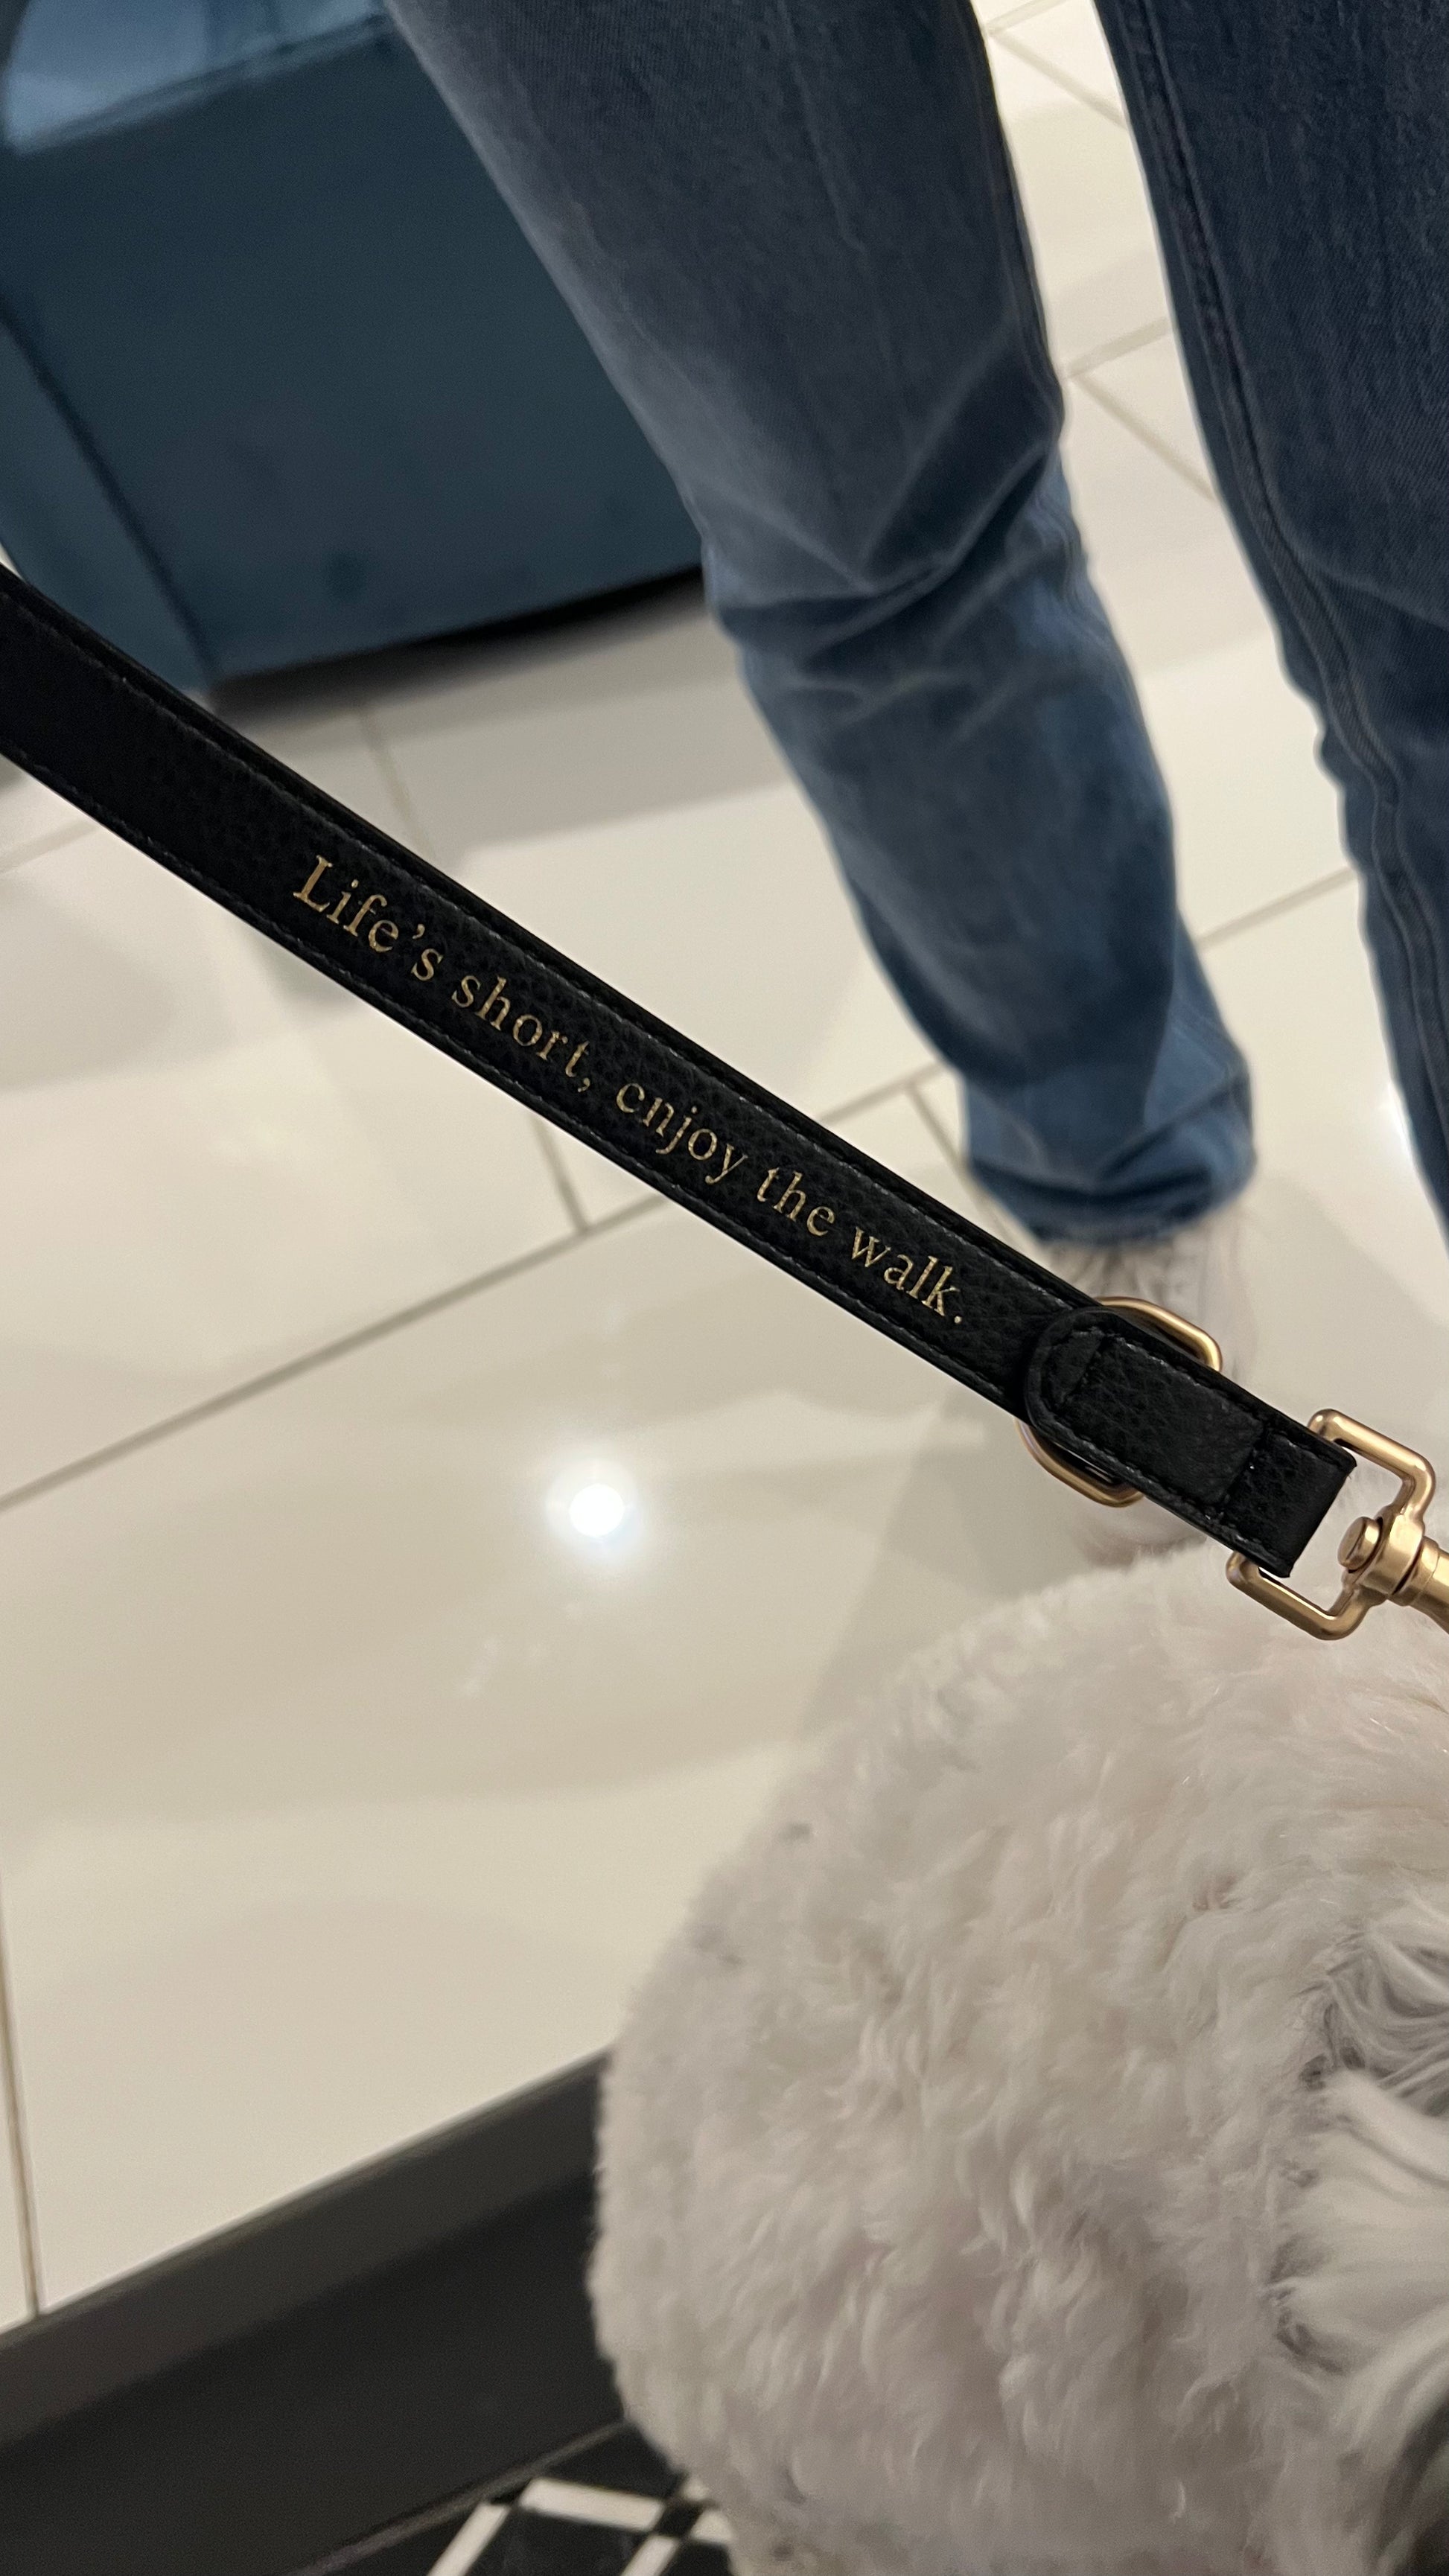 Life's short, enjoy the walk.